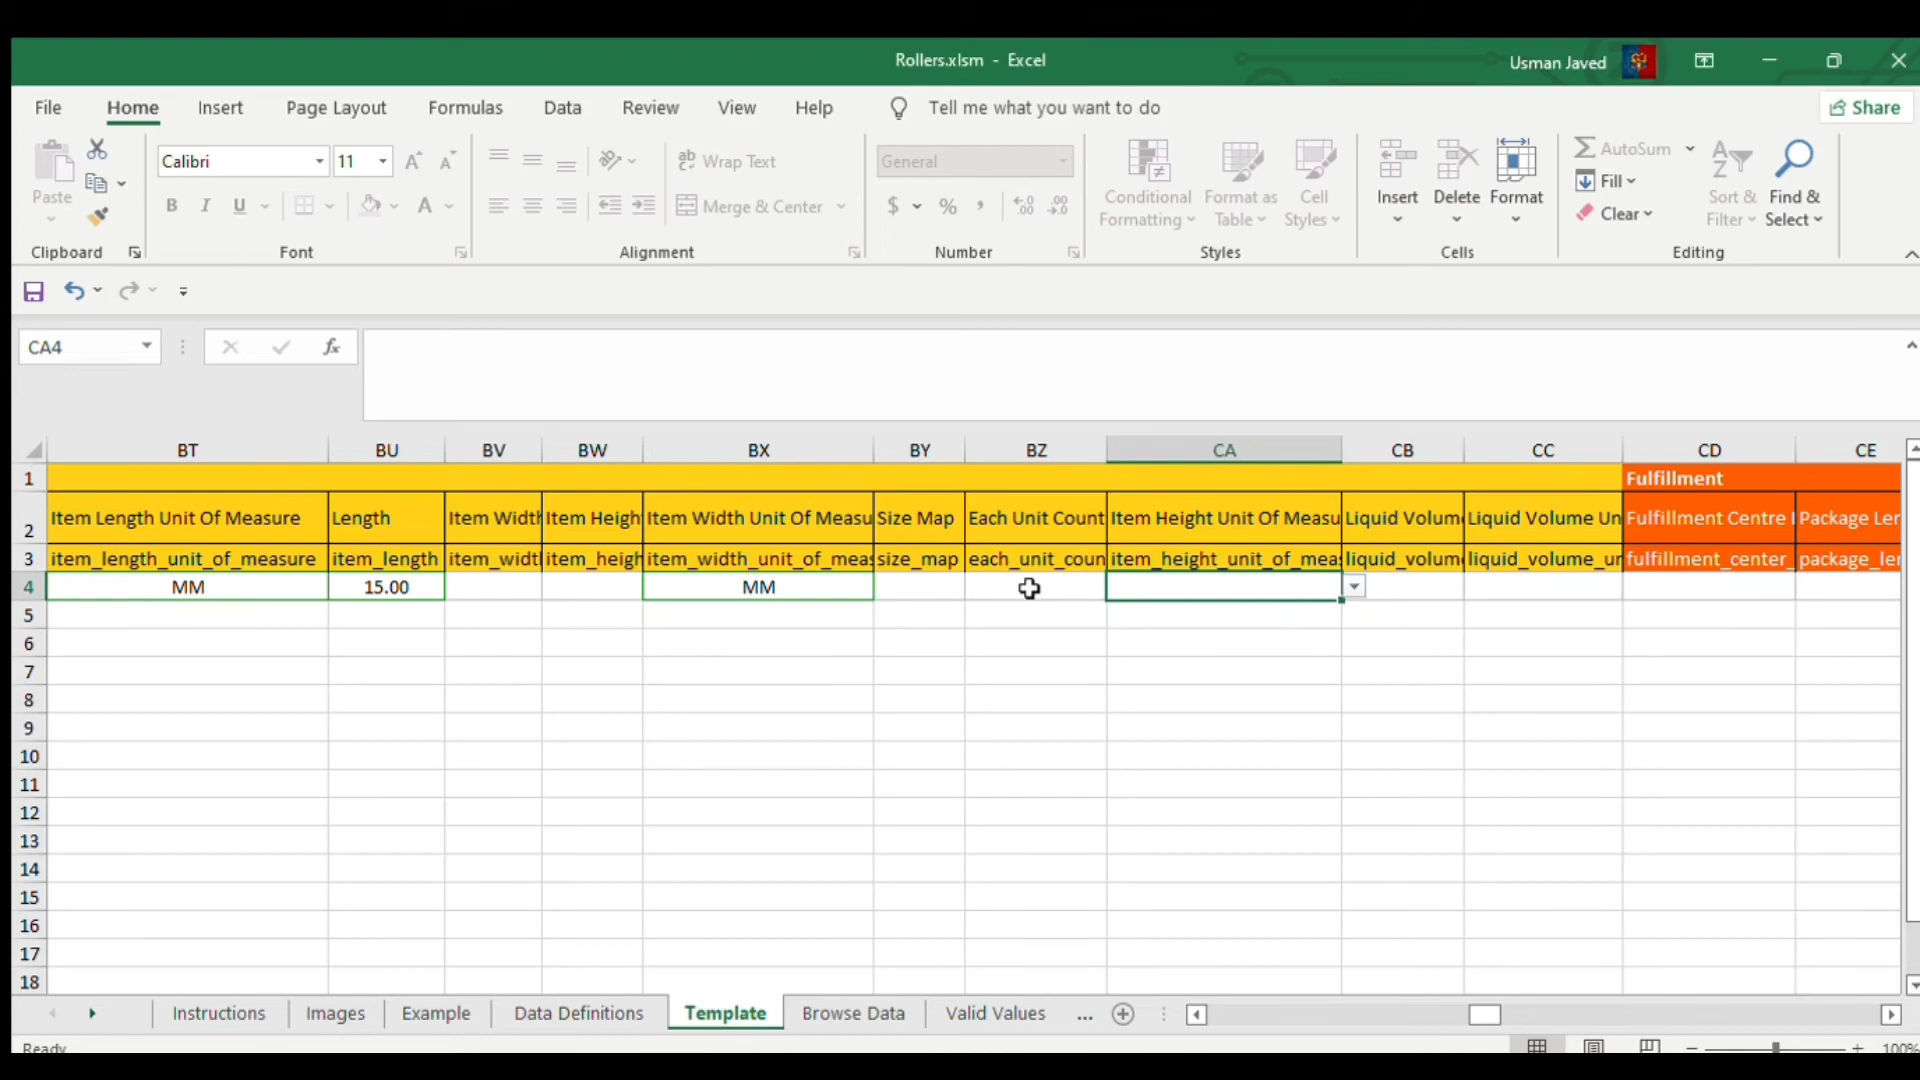 Rollers.xlsm - Excel
Usman Javed
File Home Insert Page Layout Formulas Data Review View Help Tell me what you want to do Share
Paste
Clipboard
Calibri 11
B I U
Font
Wrap Text
Merge & Center
Alignment
General
$ % ,
Number
Conditional Formatting
Format as Table
Cell Styles
Styles
Insert Delete Format
Cells
AutoSum
Fill
Clear
Sort & Filter
Find & Select
Editing
CA4 fx
BT BU BV BW BX BY BZ CA CB CC CD CE
1 Fulfillment
2 Item Length Unit Of Measure Length Item Widt Item Heigh Item Width Unit Of Measu Size Map Each Unit Count Item Height Unit Of Measu Liquid Volum Liquid Volume Un Fulfillment Centre Package Ler
3 item_length_unit_of_measure item_length item_widt item_heigh item_width_unit_of_meas size_map each_unit_coun item_height_unit_of_mea liquid_volume liquid_volume_ur fulfillment_center_ package_ler
4 MM 15.00 MM
5
6
7
8
9
10
11
12
13
14
15
16
17
18
Instructions Images Example Data Definitions Template Browse Data Valid Values ...
Ready 100%